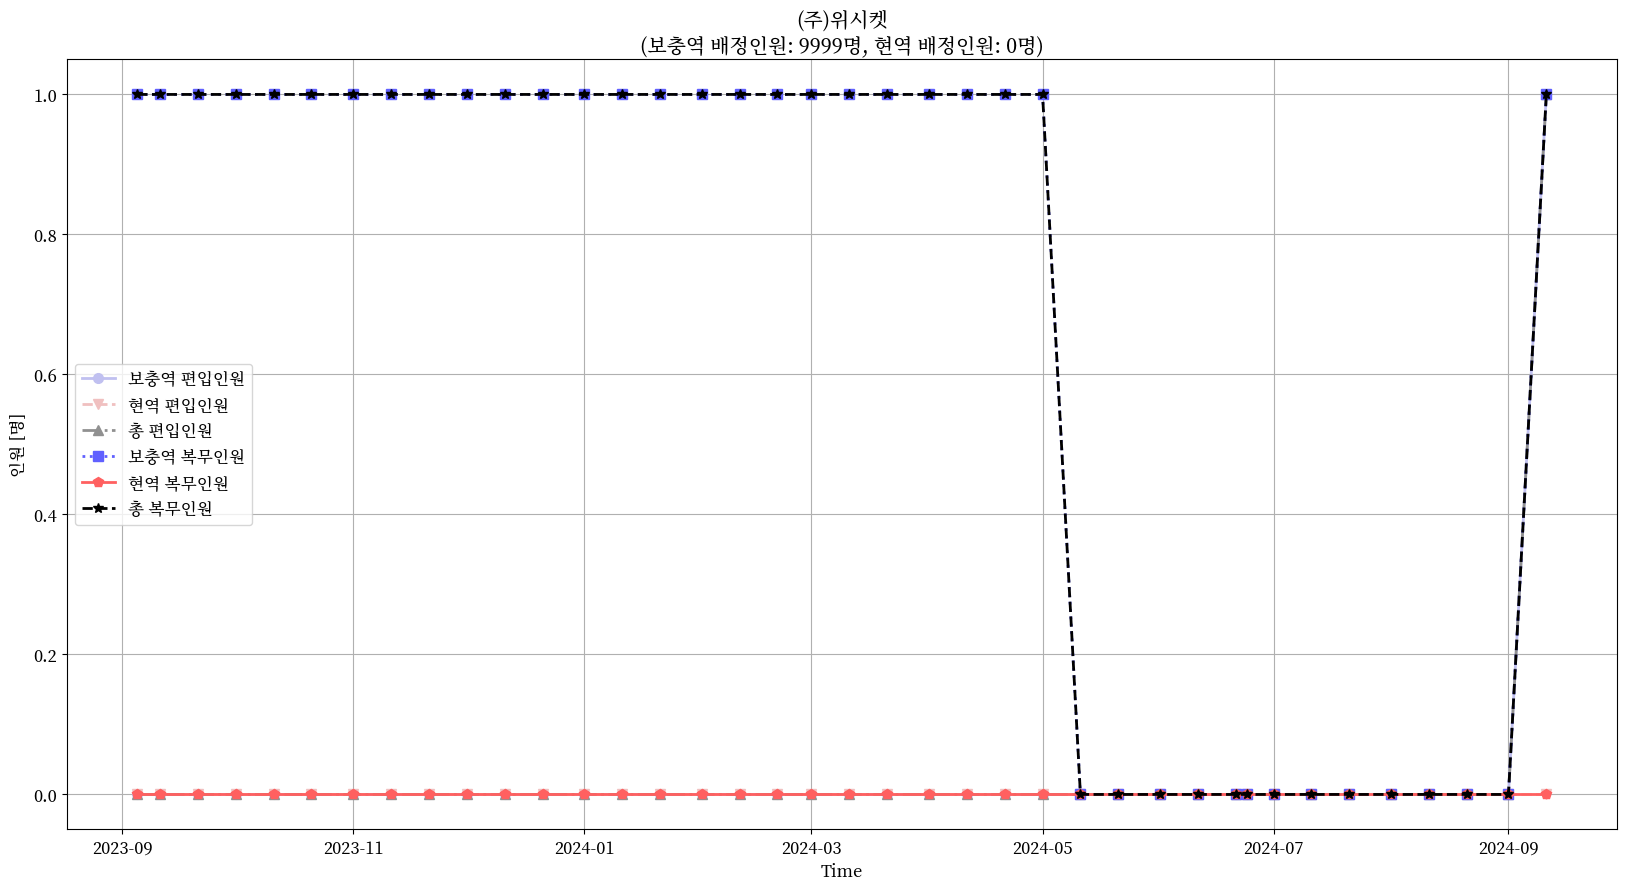 (주)위시켓
(보충역 배정인원: 9999명, 현역 배정인원: 0명)
1.0
0.8
0.6
0.4
0.2
0.0
인원 [명]
보충역 편입인원
현역 편입인원
총 편입인원
보충역 복무인원
현역 복무인원
총 복무인원
2023-09
2023-11
2024-01
2024-03
2024-05
2024-07
2024-09
Time